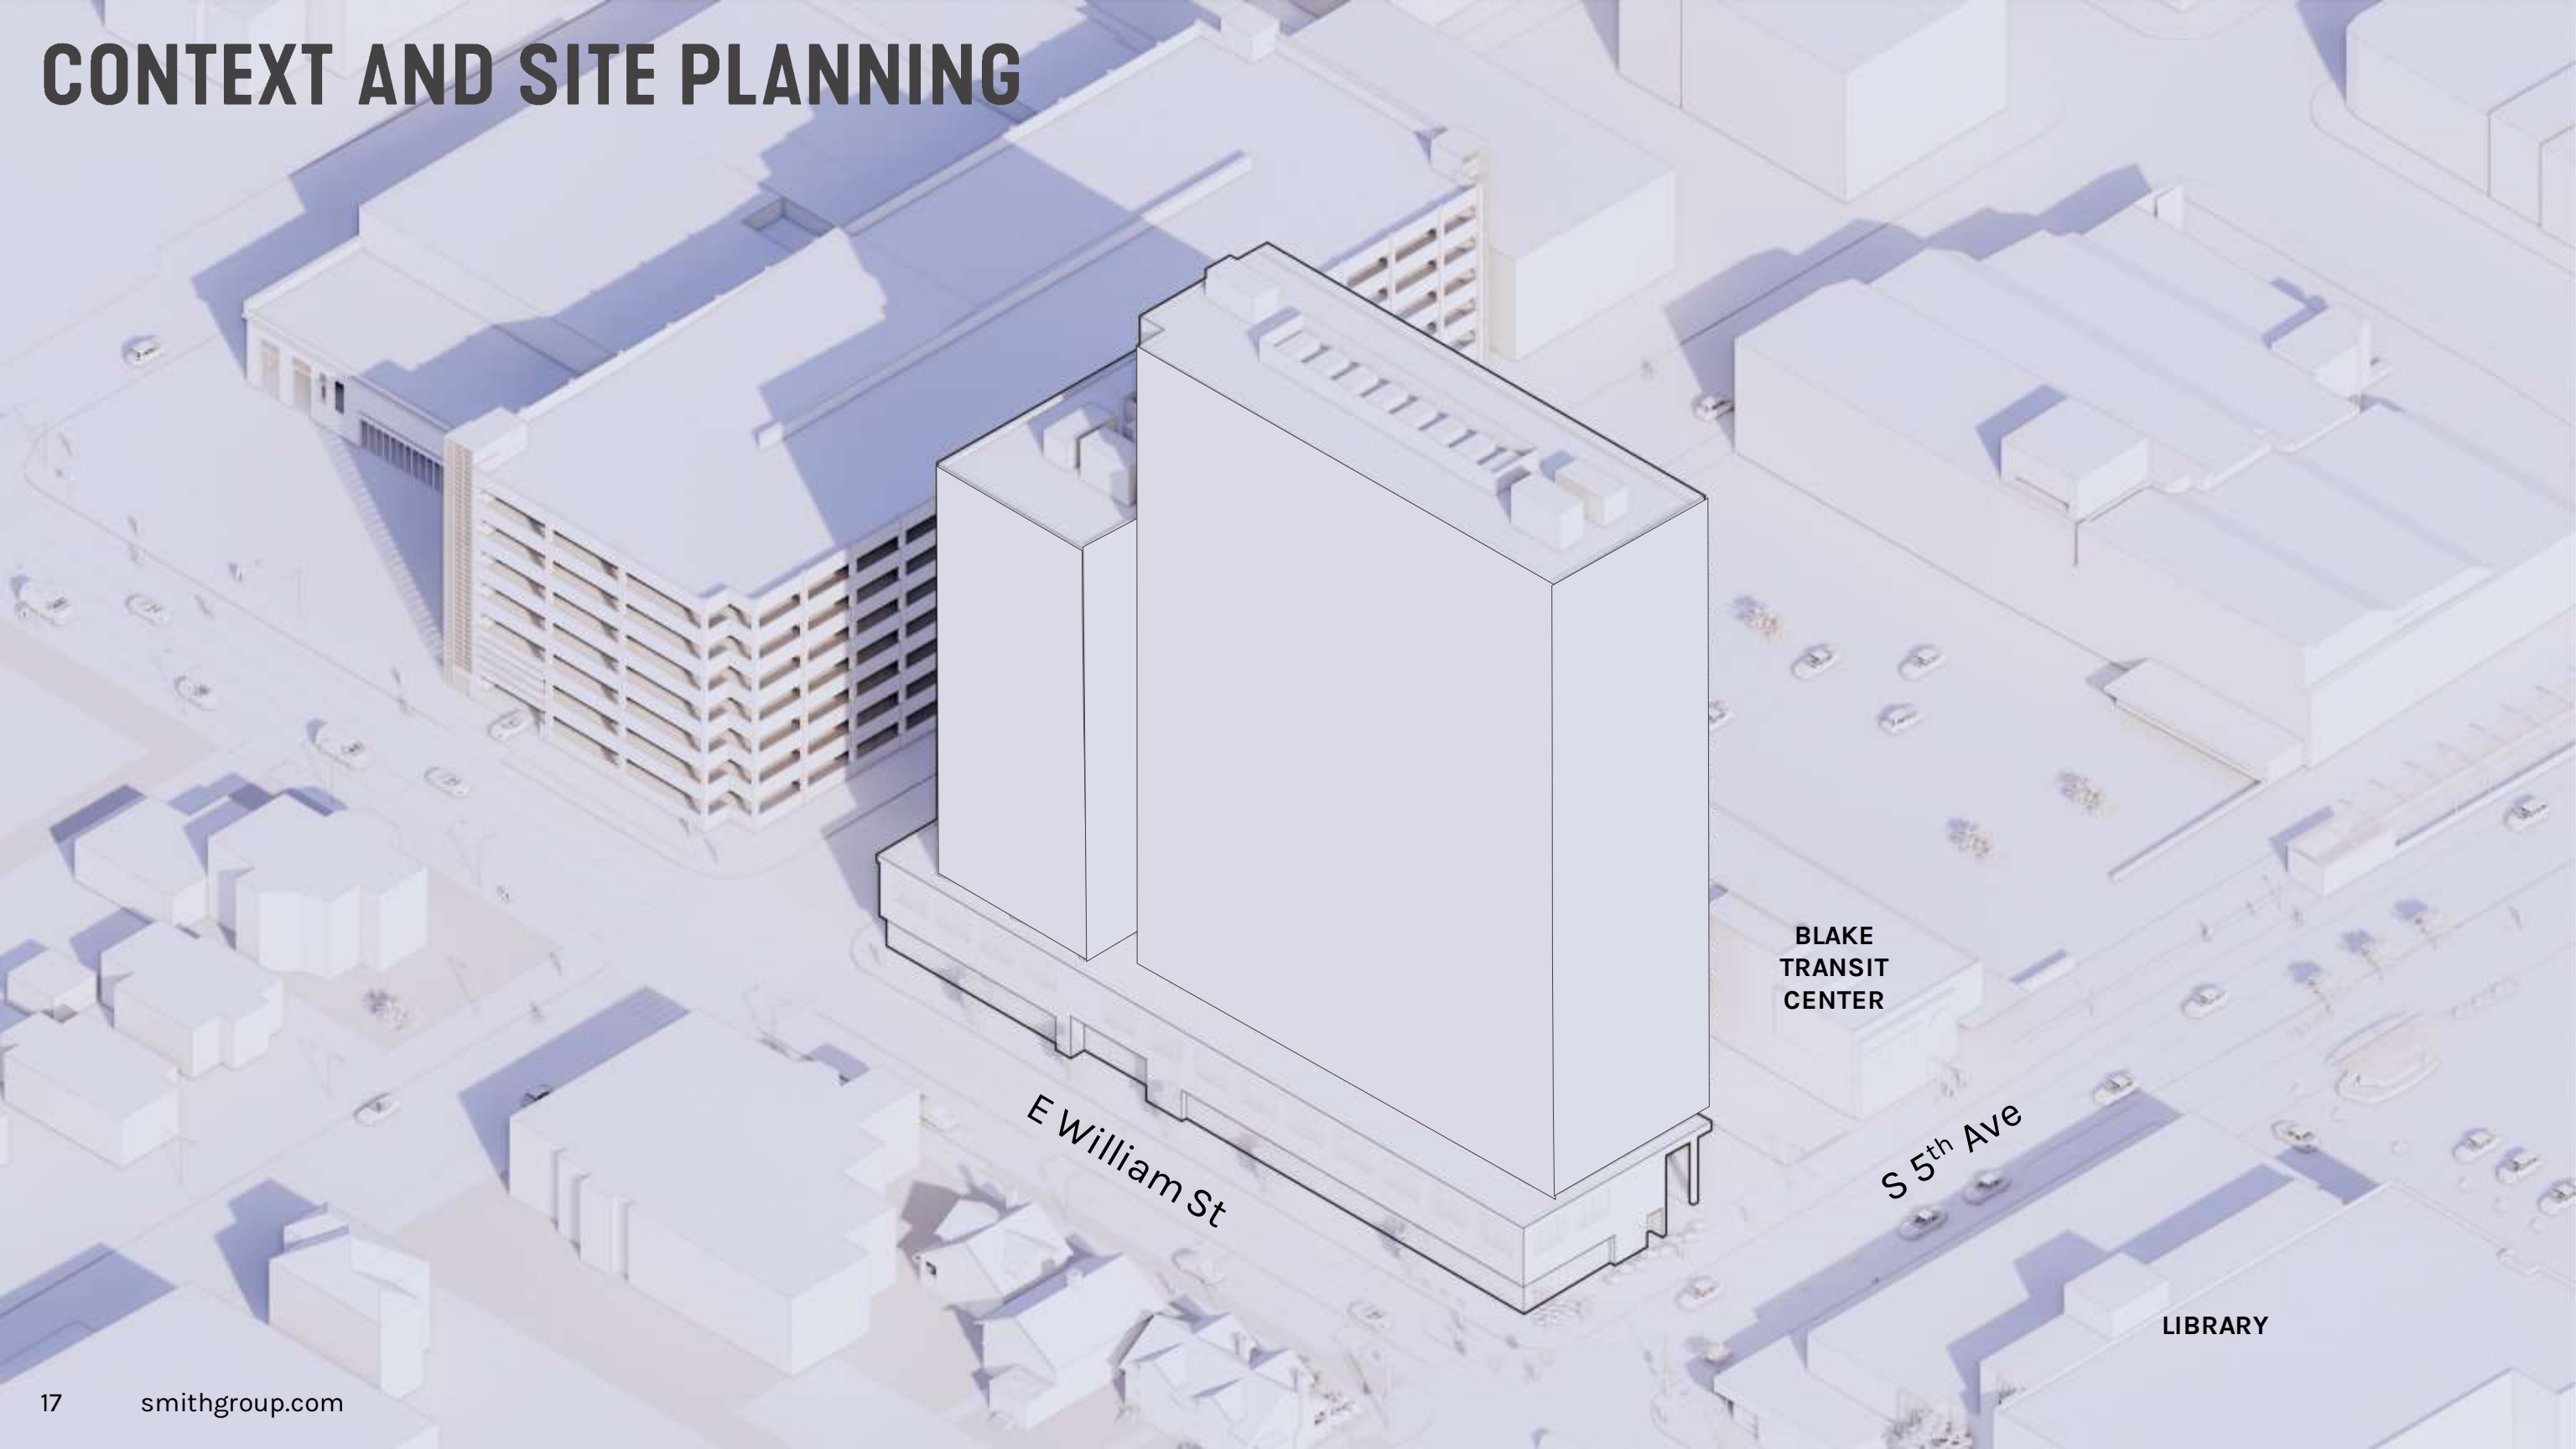 CONTEXT AND SITE PLANNING
BLAKE
TRANSIT
CENTER
E William St
S 5th Ave
LIBRARY
17 smithgroup.com